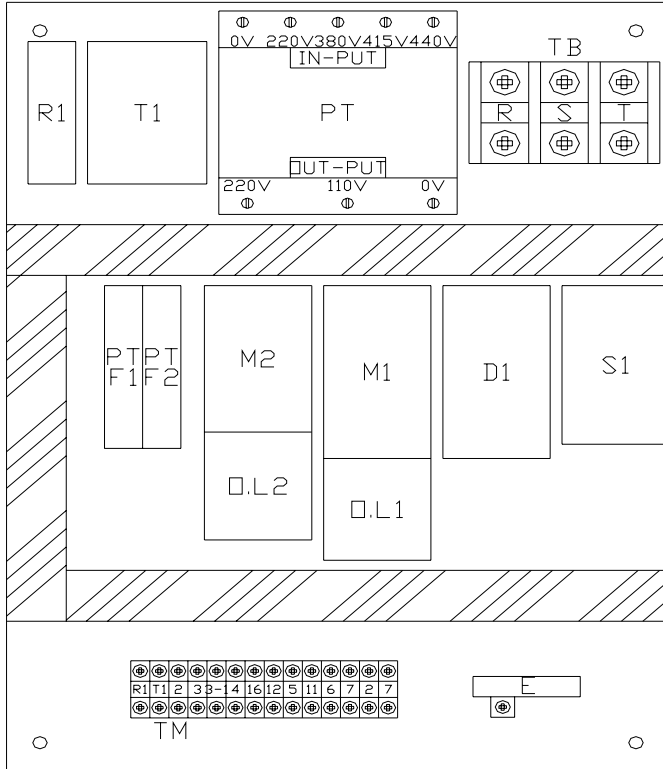 0V 220V 380V 415V 440V
IN-PUT
TB
R1 T1 PT R S T
OUT-PUT
220V 110V 0V
PT F1 PT F2 M2 M1 D1 S1
O.L2 O.L1
R1 T1 2 3 3-1 4 16 12 5 11 6 7 2 7
E
TM